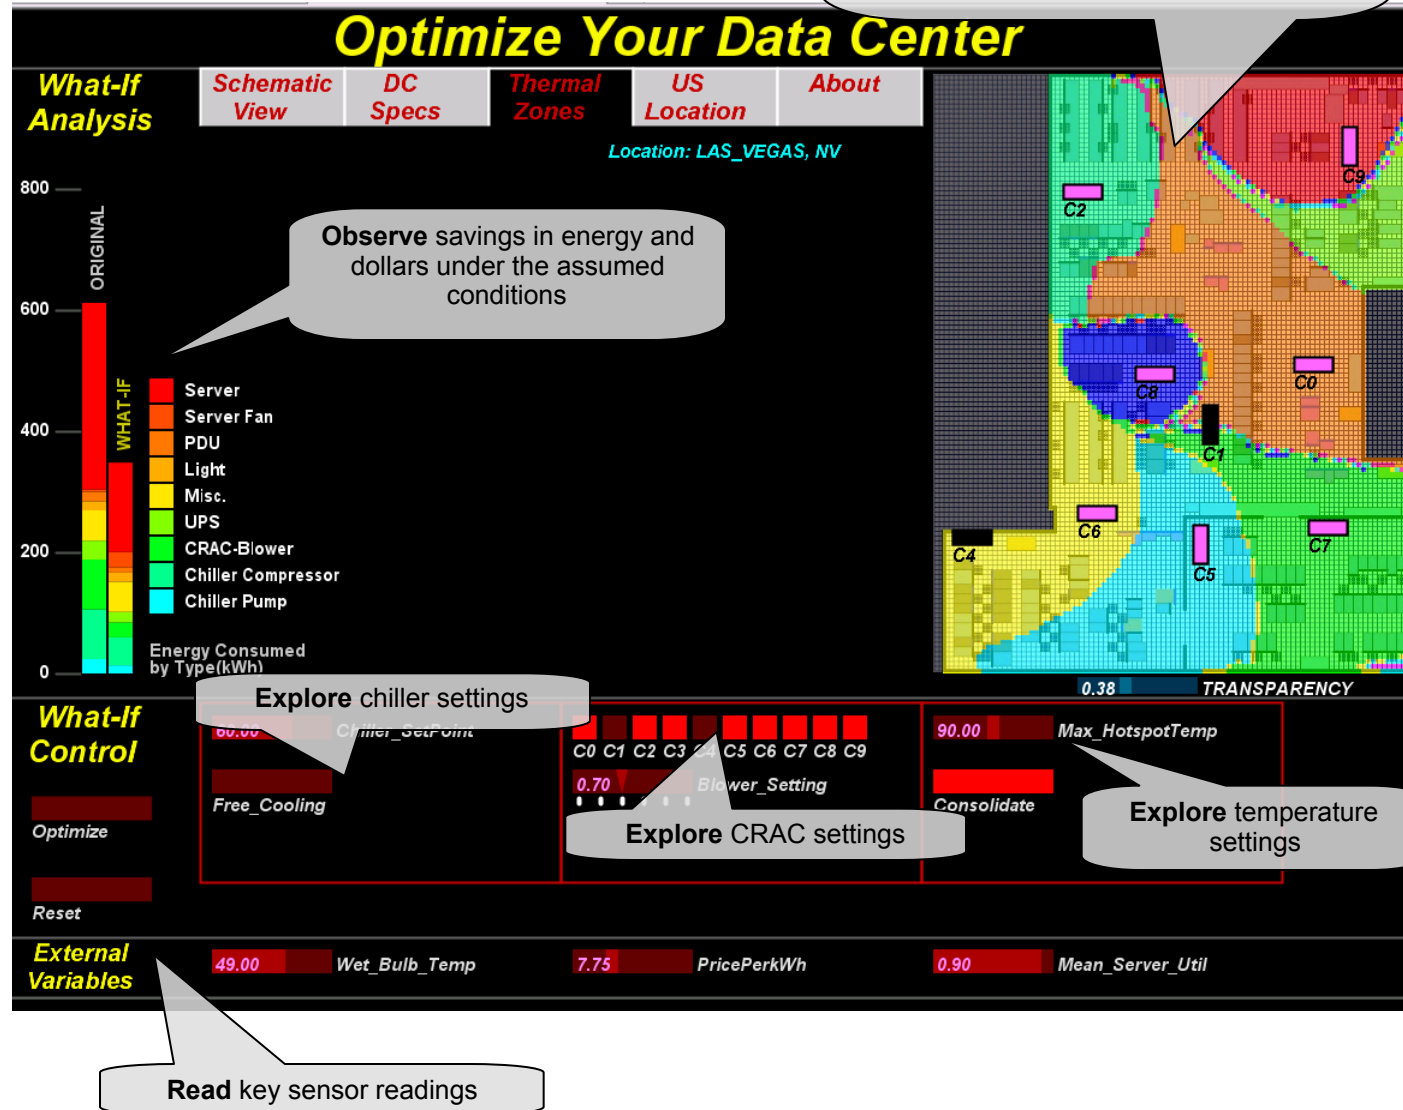 Optimize Your Data Center
What-If
Analysis
Schematic
View
DC
Specs
Thermal
Zones
US
Location
About
Location: LAS_VEGAS, NV
800
600
400
200
0
ORIGINAL
WHAT-IF
Observe savings in energy and
dollars under the assumed
conditions
Server
Server Fan
PDU
Light
Misc.
UPS
CRAC-Blower
Chiller Compressor
Chiller Pump
Energy Consumed
by Type(kWh)
C9
C2
C0
C8
C1
C6
C4
C5
C7
0.38
TRANSPARENCY
What-If
Control
Optimize
Reset
Explore chiller settings
60.00
Chiller_SetPoint
Free_Cooling
C0 C1 C2 C3 C4 C5 C6 C7 C8 C9
0.70
Blower_Setting
Explore CRAC settings
90.00
Max_HotspotTemp
Consolidate
Explore temperature
settings
External
Variables
49.00
Wet_Bulb_Temp
7.75
PricePerkWh
0.90
Mean_Server_Util
Read key sensor readings